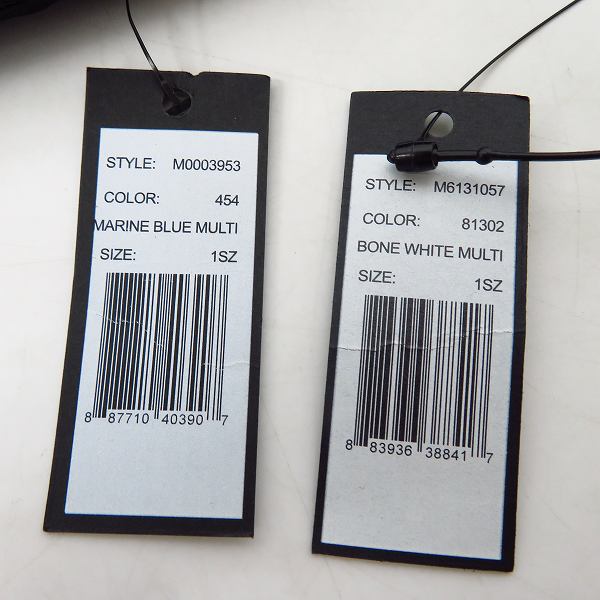 STYLE: M0003953
COLOR: 454
MARINE BLUE MULTI
SIZE: 1SZ
8 87710 40390 7
STYLE: M6131057
COLOR: 81302
BONE WHITE MULTI
SIZE: 1SZ
8 83936 38841 7